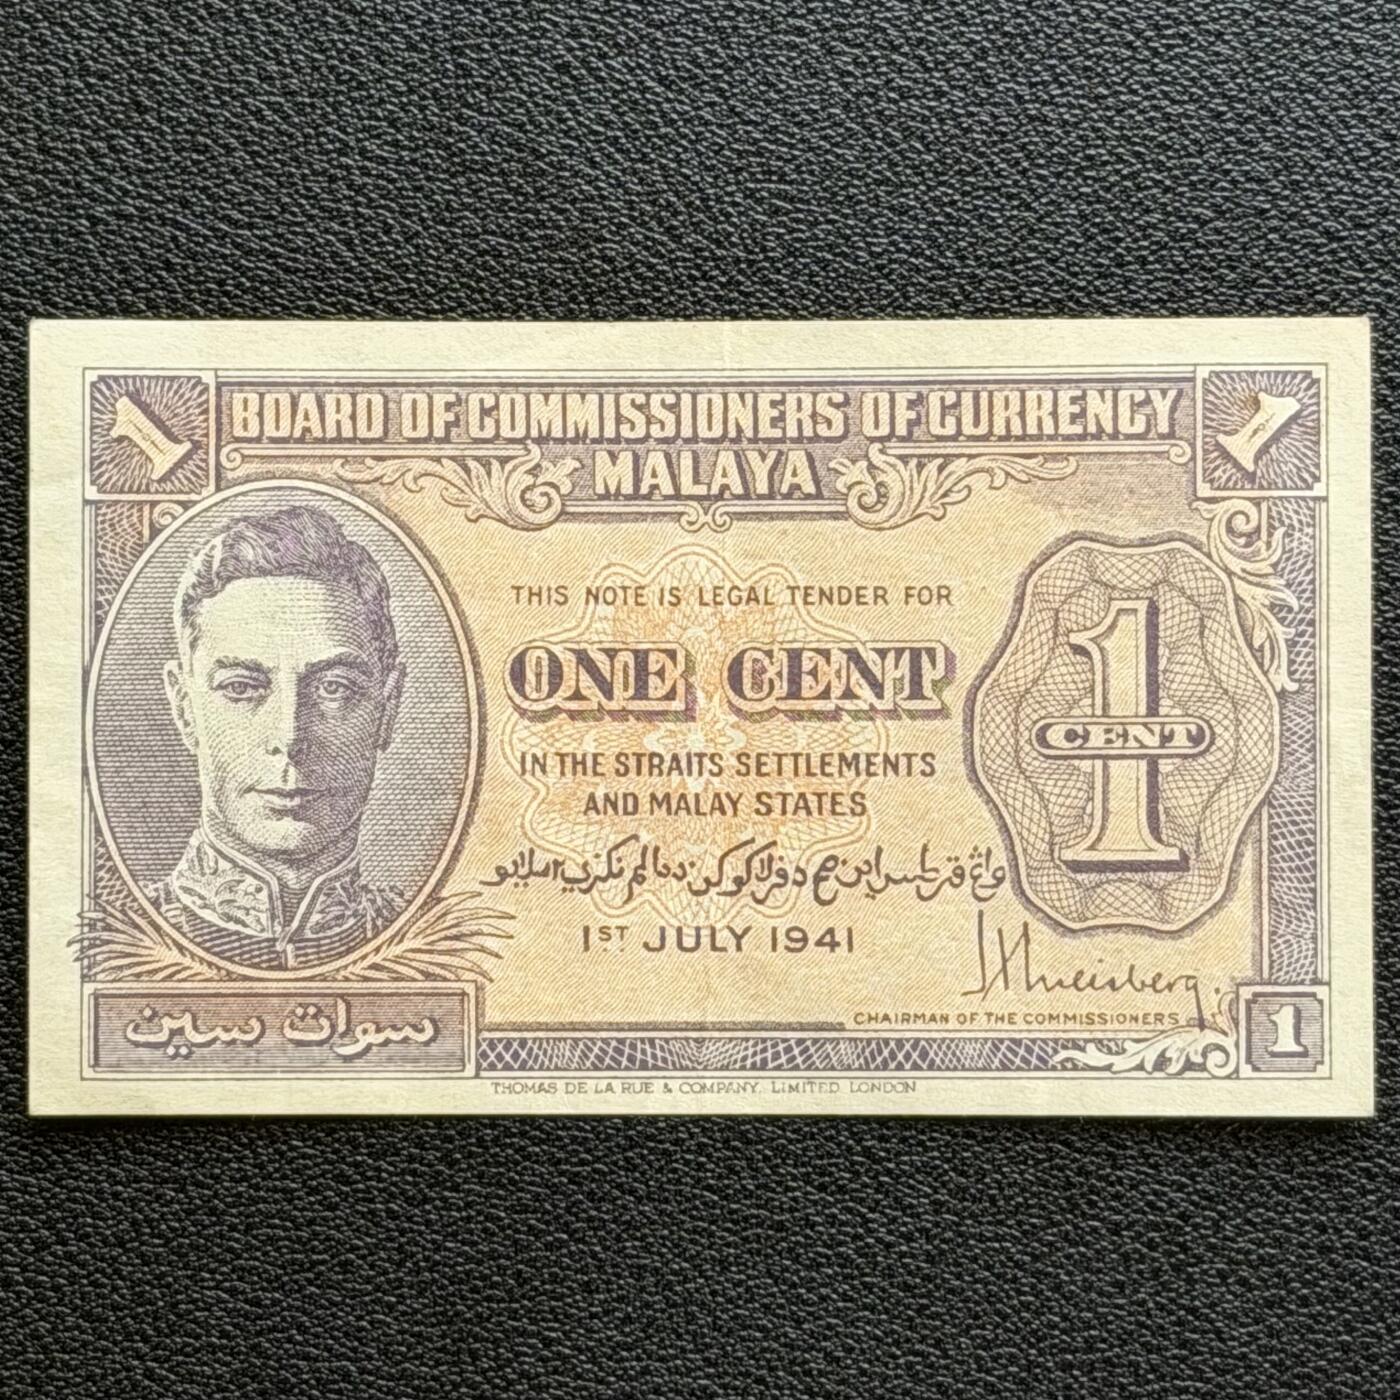 1
BOARD OF COMMISSIONERS OF CURRENCY
1
MALAYA
THIS NOTE IS LEGAL TENDER FOR
ONE CENT
1
CENT
IN THE STRAITS SETTLEMENTS
AND MALAY STATES
1ST JULY 1941
CHAIRMAN OF THE COMMISSIONERS
سوات سين
1
THOMAS DE LA RUE & COMPANY, LIMITED. LONDON